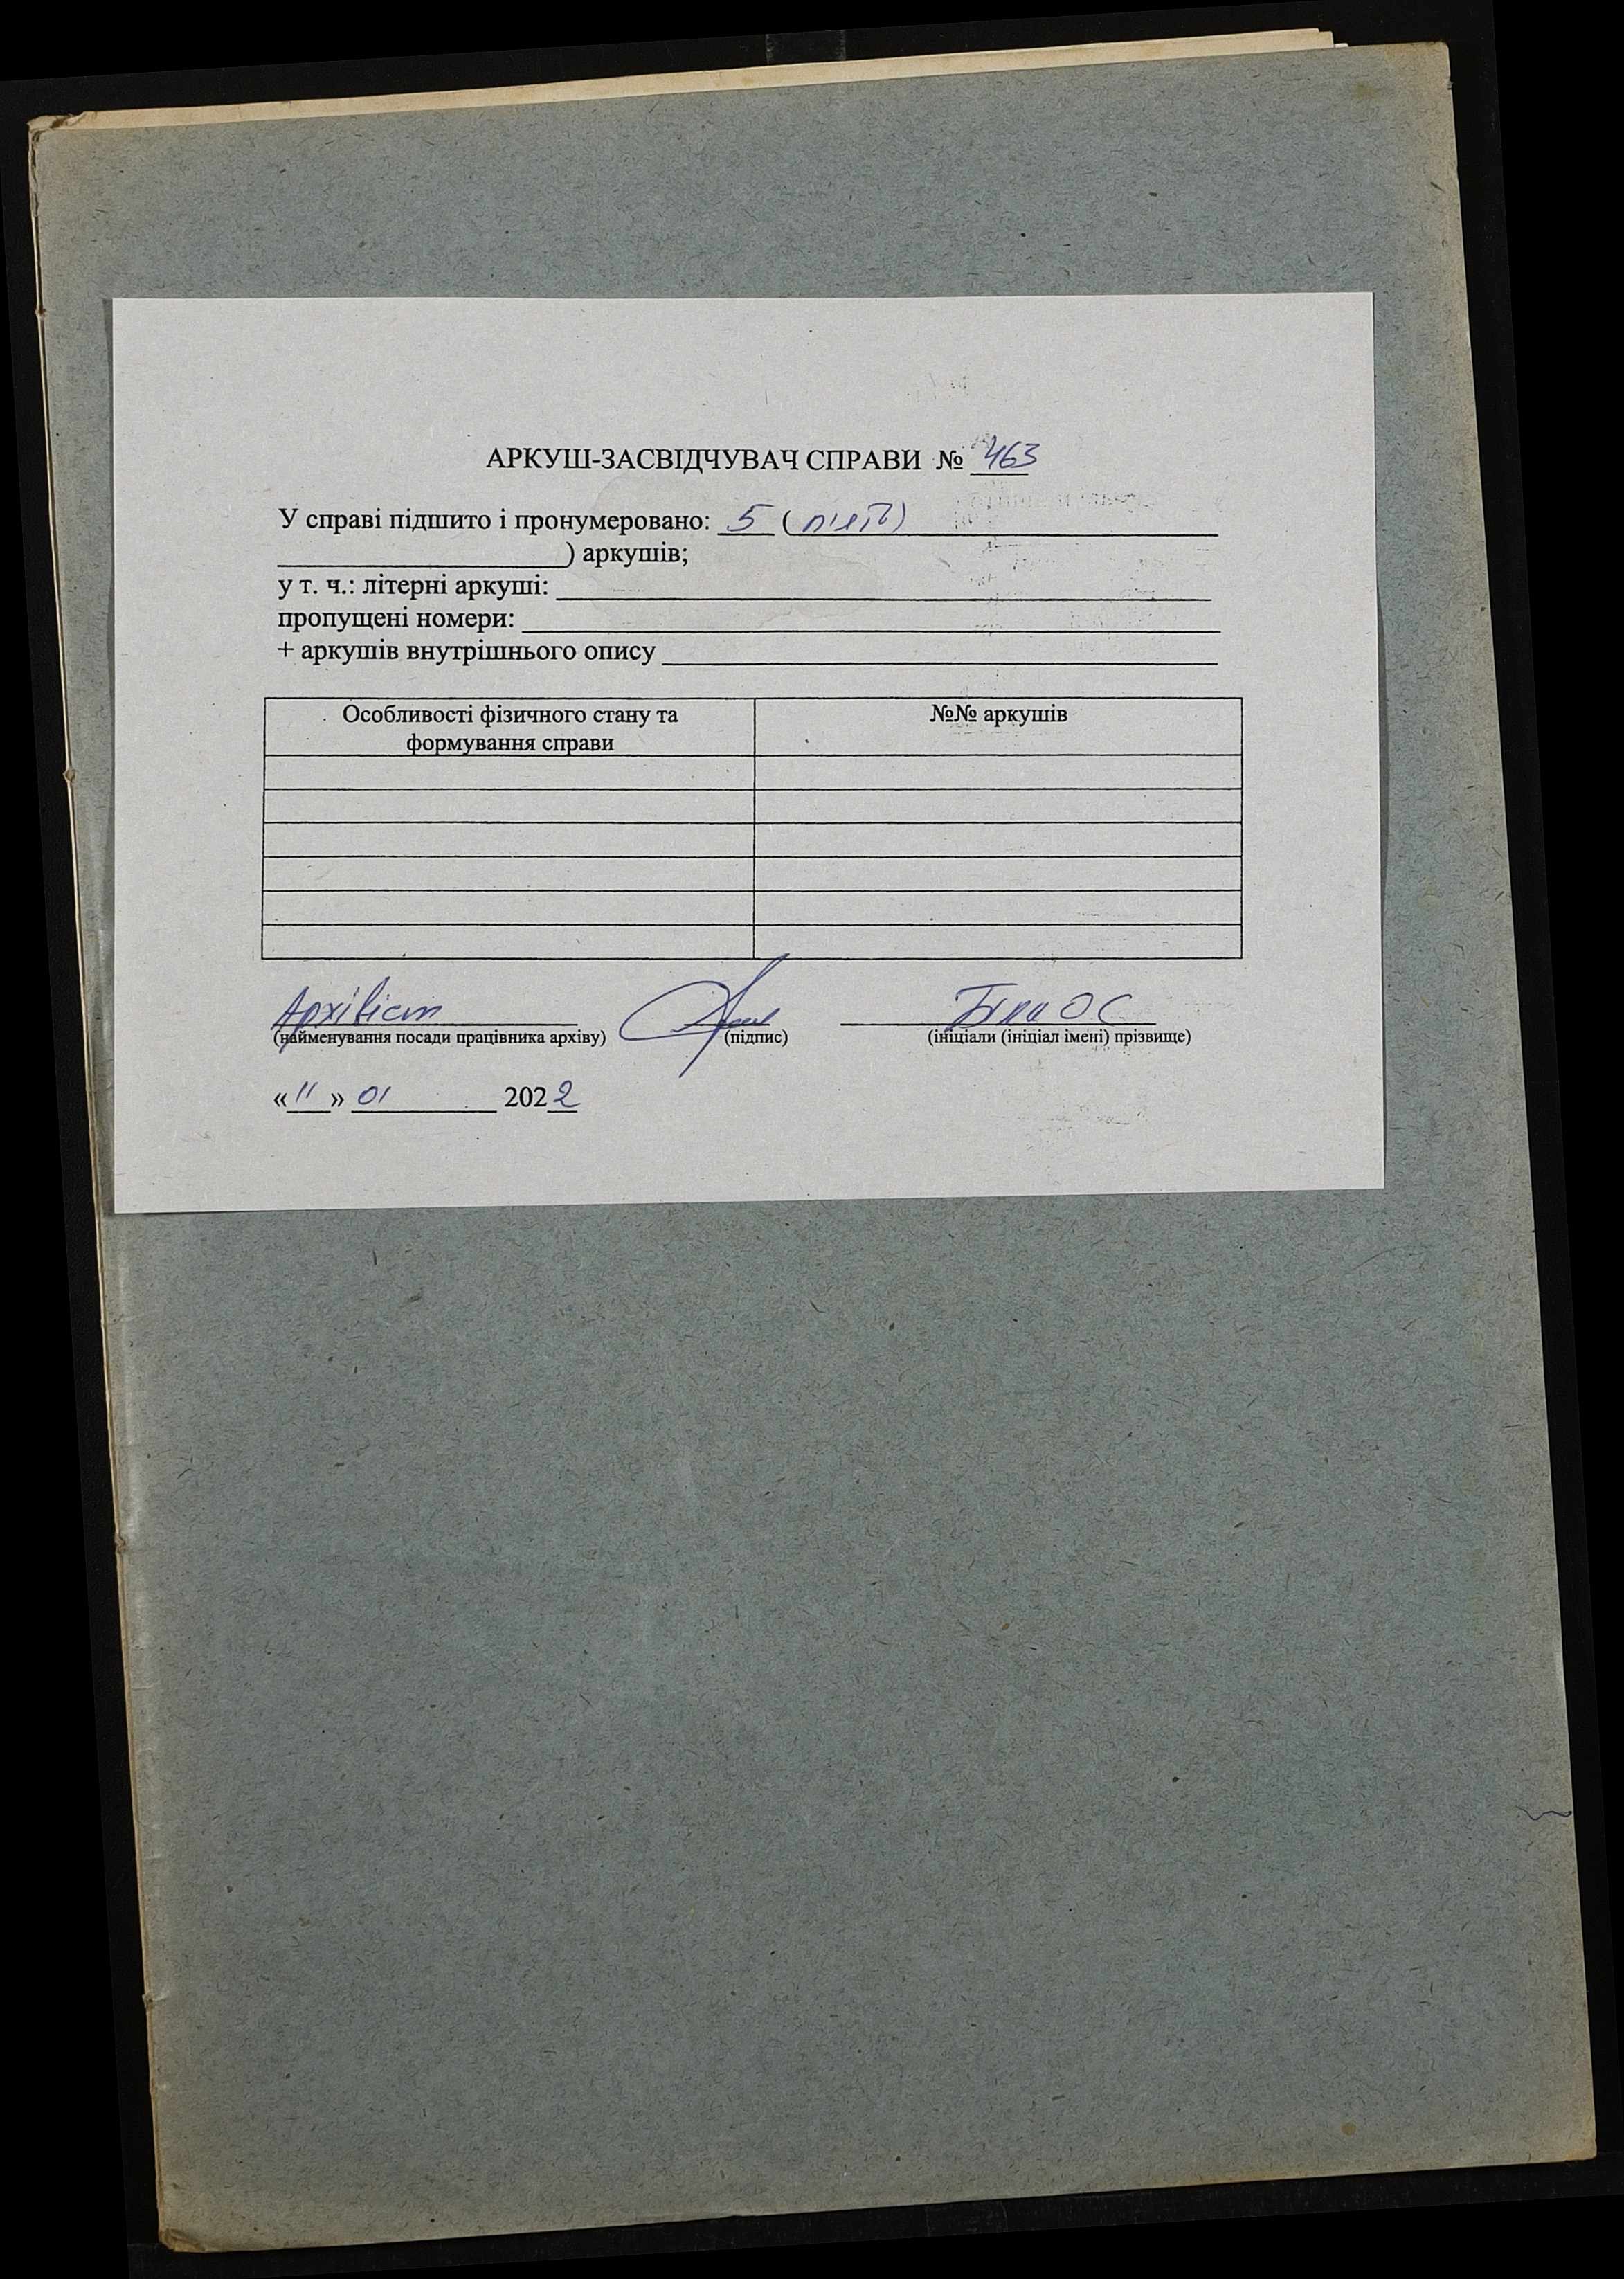 АРКУШ-ЗАСВІДЧУВАЧ СПРАВИ № 463
У справі підшито і пронумеровано: 5 (п'ять)
) аркушів;
у т. ч.: літерні аркуші:
пропущені номери:
+ аркушів внутрішнього опису
Особливості фізичного стану та формування справи №№ аркушів
Архівіст
(найменування посади працівника архіву) (підпис) (ініціали (ініціал імені) прізвище)
«11» 01 2022